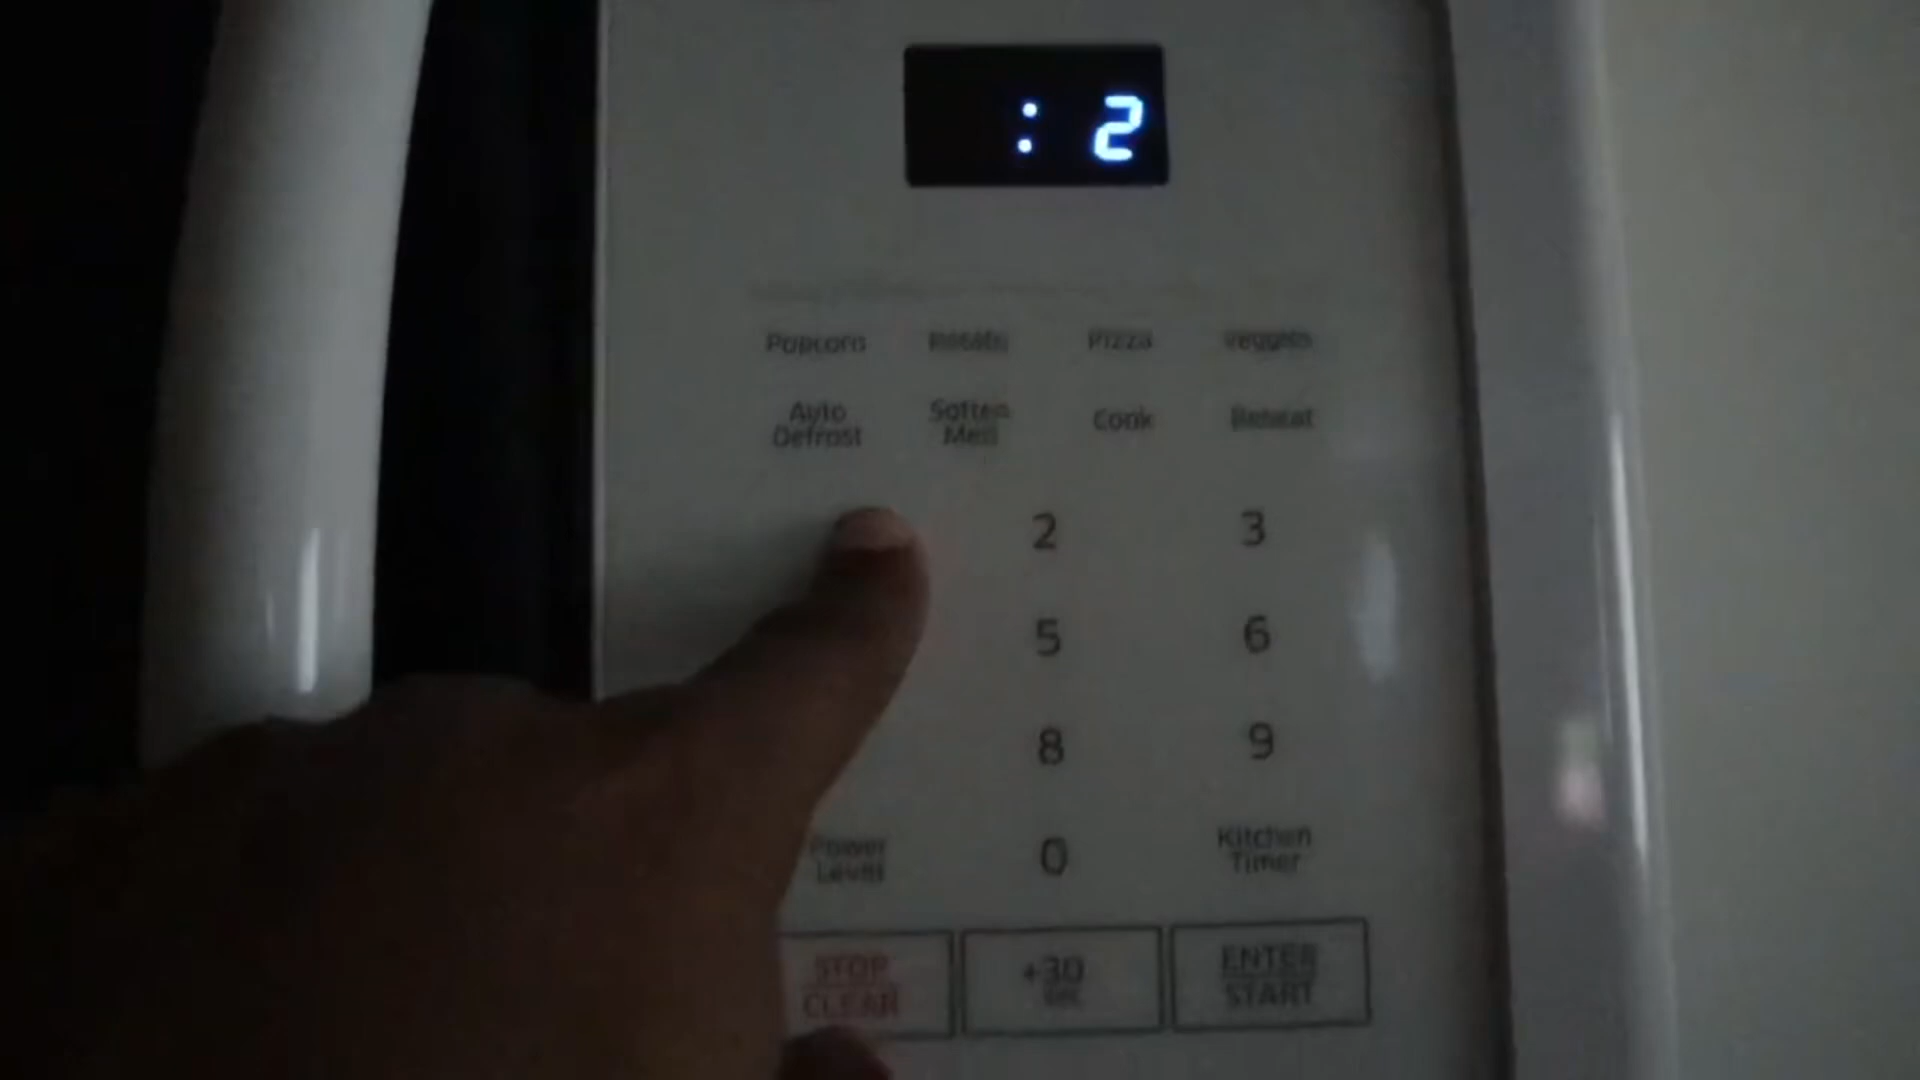 : 2
Popcorn Potato Pizza Veggies
Auto Defrost
Soften Melt
Cook Reheat
2 3
5 6
8 9
Power Level
0
Kitchen Timer
STOP
CLEAR
+30
sec
ENTER
START